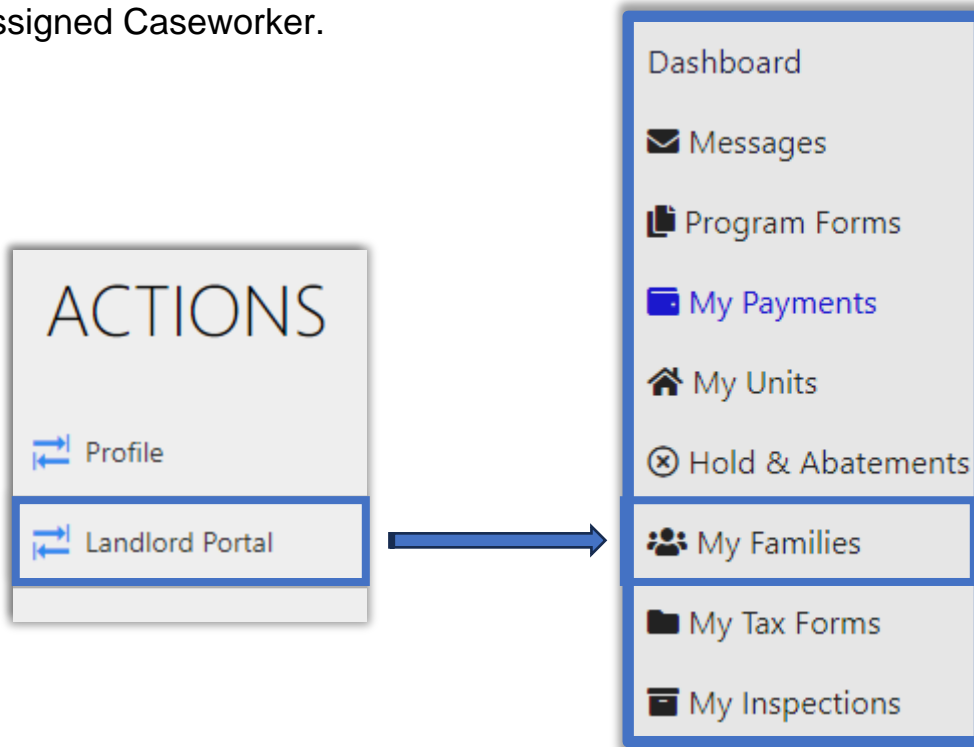 ssigned Caseworker.
ACTIONS
Profile
Landlord Portal
Dashboard
Messages
Program Forms
My Payments
My Units
Hold & Abatements
My Families
My Tax Forms
My Inspections